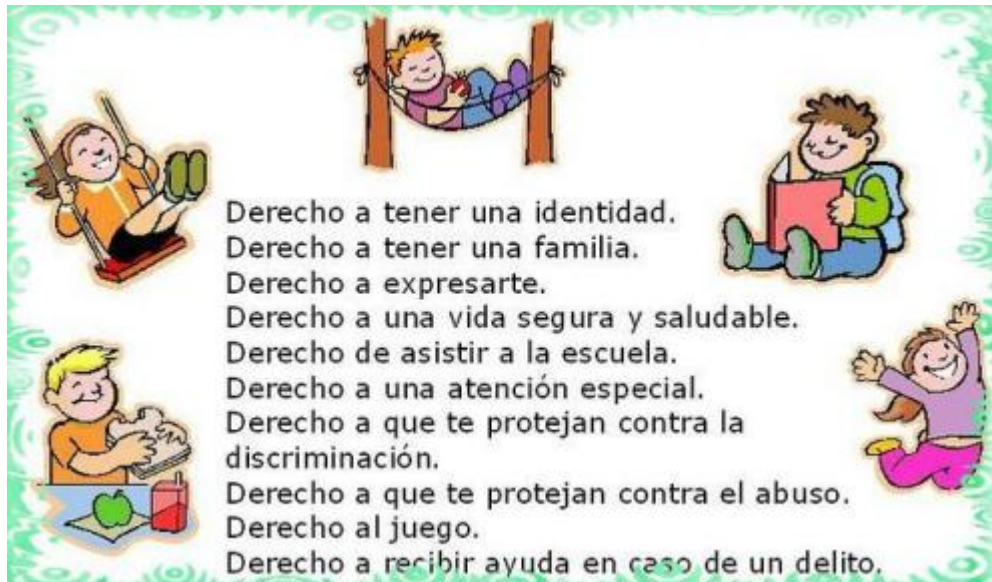 Derecho a tener una identidad.
Derecho a tener una familia.
Derecho a expresarte.
Derecho a una vida segura y saludable.
Derecho de asistir a la escuela.
Derecho a una atención especial.
Derecho a que te protejan contra la
discriminación.
Derecho a que te protejan contra el abuso.
Derecho al juego.
Derecho a recibir ayuda en caso de un delito.